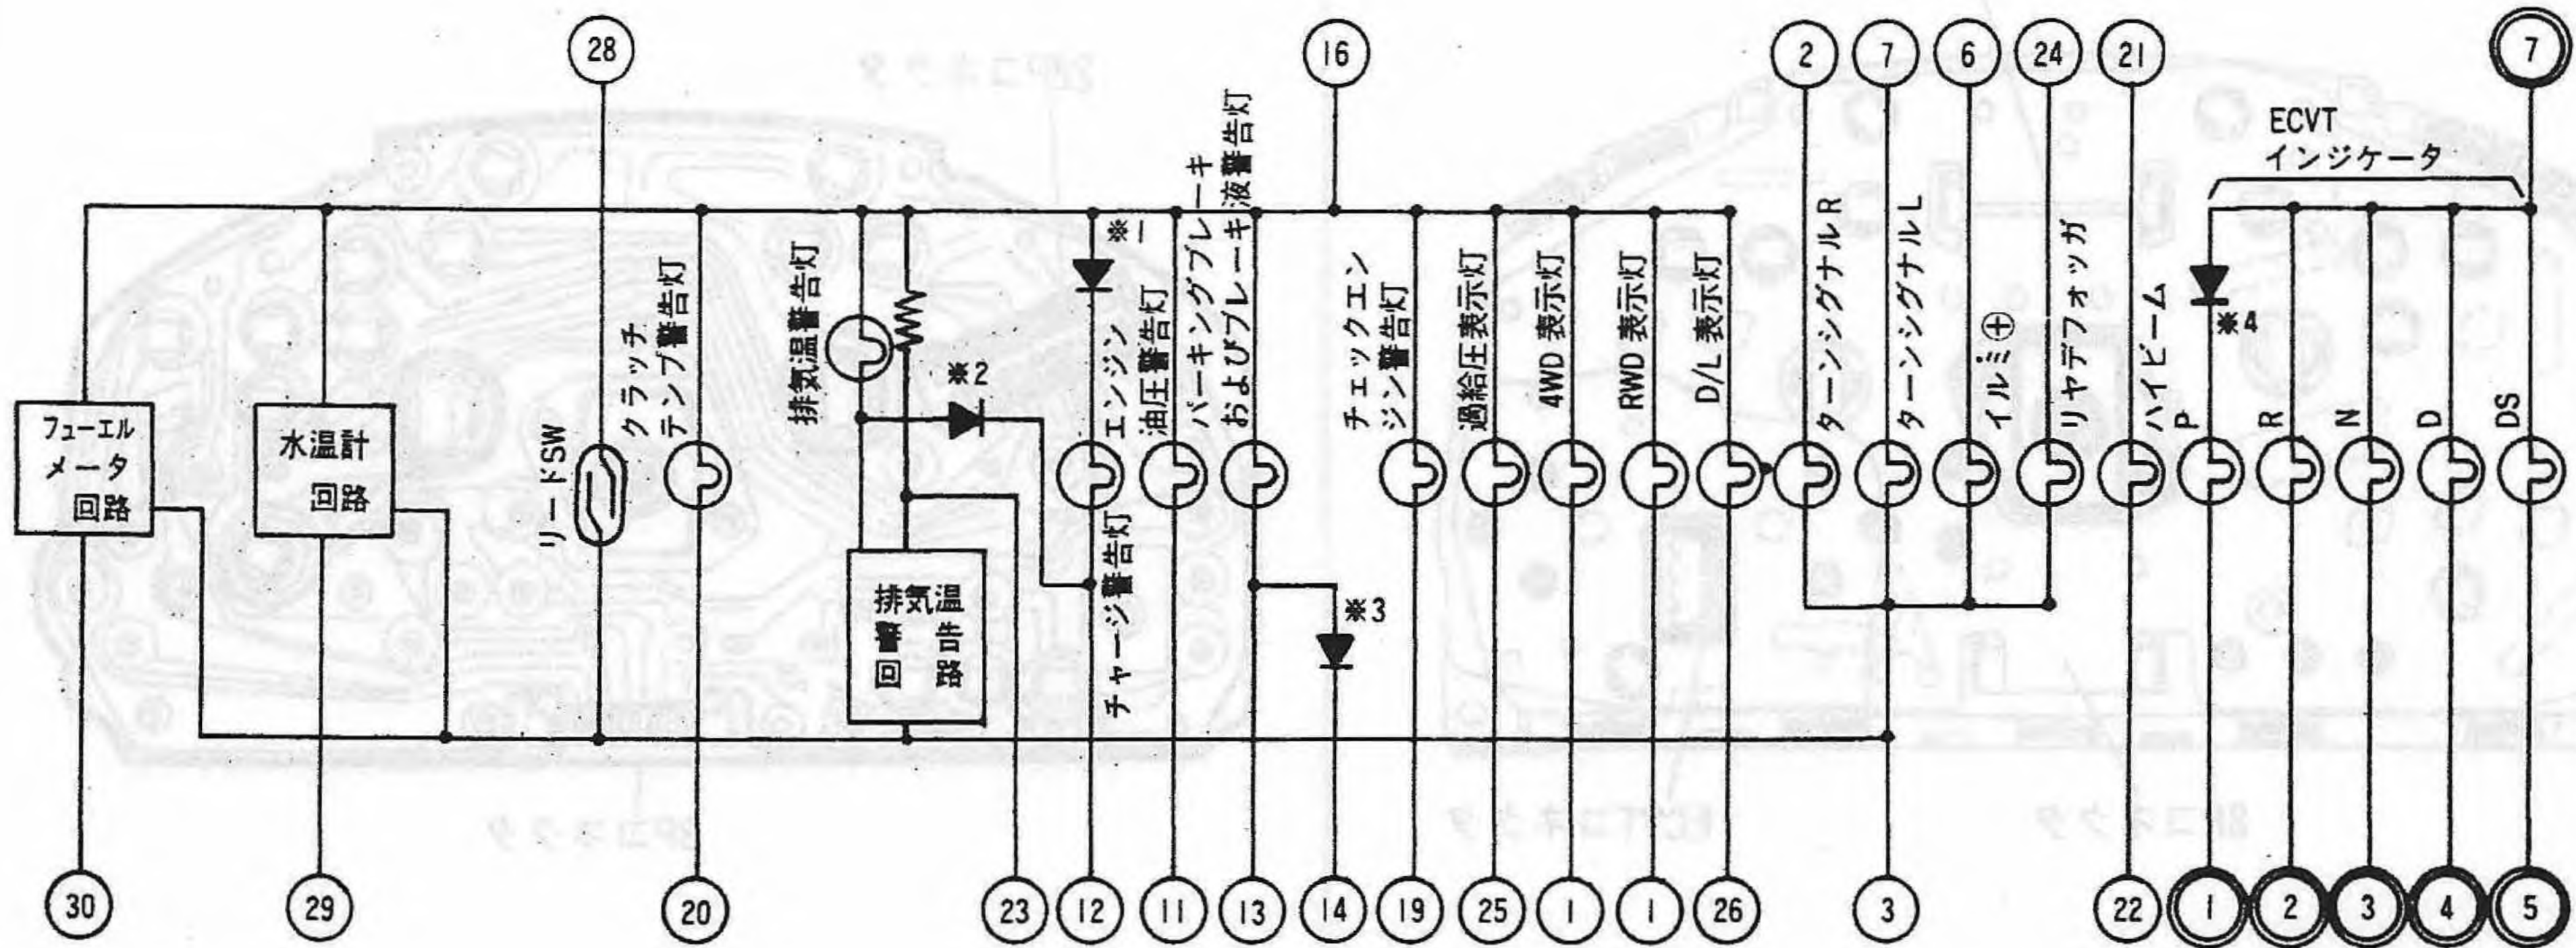 28
16
2
7
6
24
21
7
ECVT
インジケータ
フューエル
メータ
回路
水温計
回路
リードSW
クラッチ
テンプ警告灯
排気温警告灯
※2
排気温
警告
回路
※1
エンジン
油圧警告灯
チャージ警告灯
パーキングブレーキ
およびブレーキ液警告灯
※3
チェックエン
ジン警告灯
過給圧表示灯
4WD 表示灯
RWD 表示灯
D/L 表示灯
ターンシグナルR
ターンシグナルL
イルミ⊕
リヤデフォッガ
ハイビーム
※4
P
R
N
D
DS
30
29
20
23
12
11
13
14
19
25
1
1
26
3
22
1
2
3
4
5